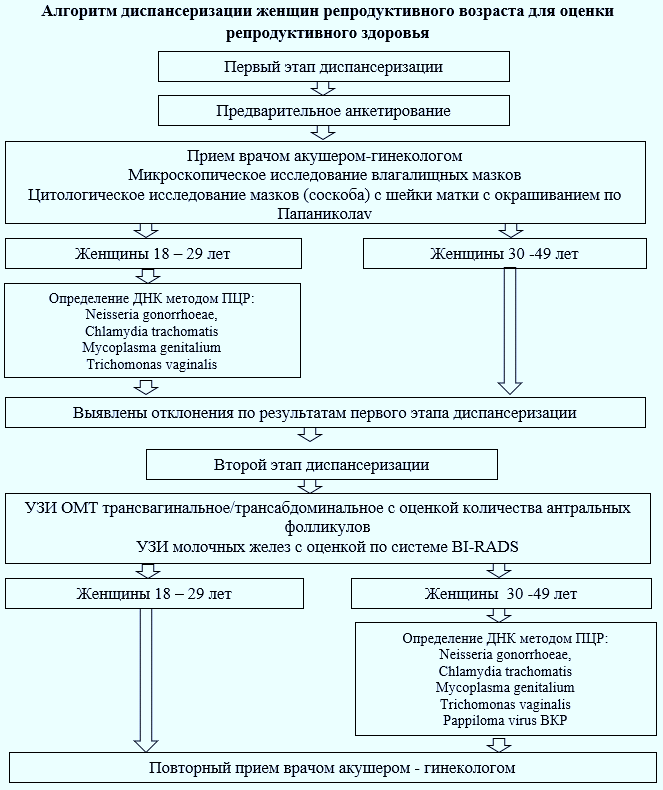 Алгоритм диспансеризации женщин репродуктивного возраста для оценки
репродуктивного здоровья
Первый этап диспансеризации
Предварительное анкетирование
Прием врачом акушером-гинекологом
Микроскопическое исследование влагалищных мазков
Цитологическое исследование мазков (соскоба) с шейки матки с окрашиванием по
Папаниколау
Женщины 18 – 29 лет
Женщины 30 -49 лет
Определение ДНК методом ПЦР:
Neisseria gonorrhoeae,
Chlamydia trachomatis
Mycoplasma genitalium
Trichomonas vaginalis
Выявлены отклонения по результатам первого этапа диспансеризации
Второй этап диспансеризации
УЗИ ОМТ трансвагинальное/трансабдоминальное с оценкой количества антральных
фолликулов
УЗИ молочных желез с оценкой по системе BI-RADS
Женщины 18 – 29 лет
Женщины  30 -49 лет
Определение ДНК методом ПЦР:
Neisseria gonorrhoeae,
Chlamydia trachomatis
Mycoplasma genitalium
Trichomonas vaginalis
Pappiloma virus ВКР
Повторный прием врачом акушером - гинекологом